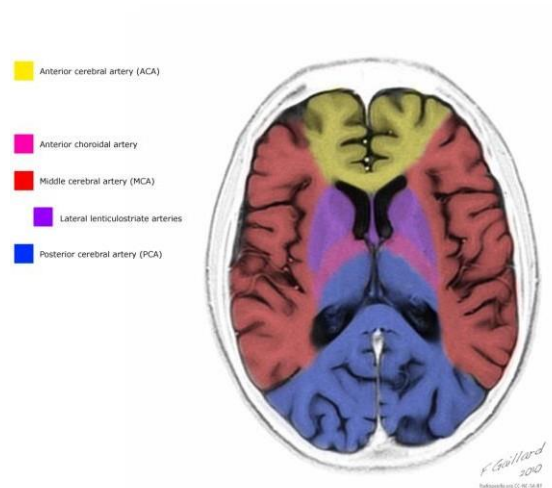 Anterior cerebral artery (ACA)
Anterior choroidal artery
Middle cerebral artery (MCA)
Lateral lenticulostriate arteries
Posterior cerebral artery (PCA)
F. Gaillard
2010